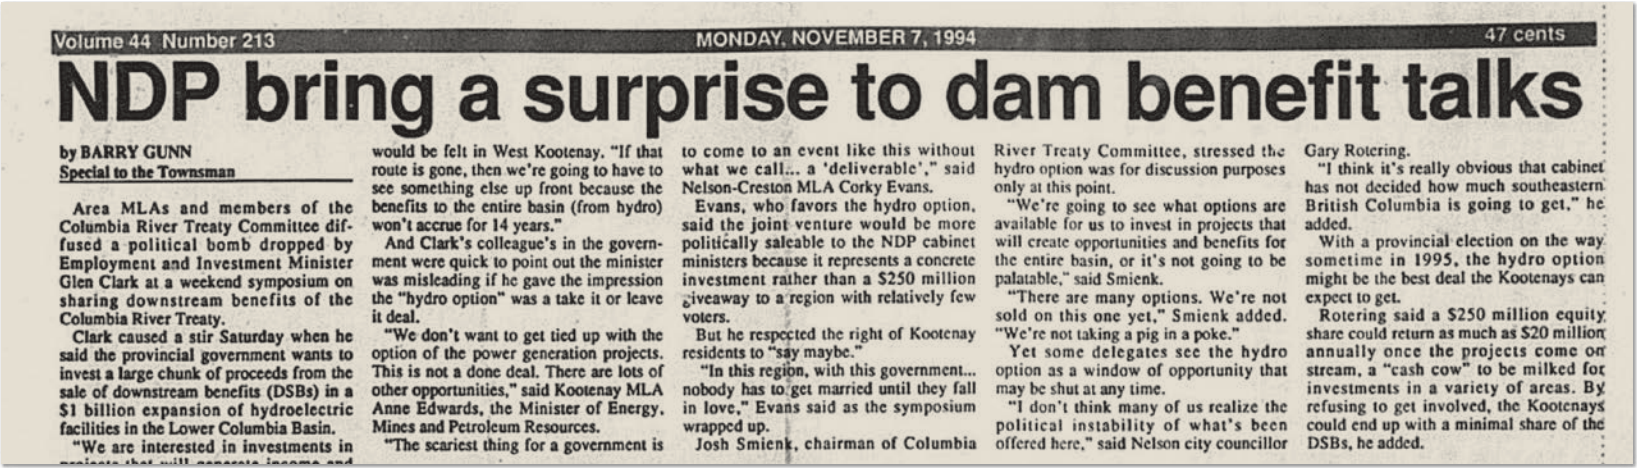 Volume 44 Number 213
MONDAY, NOVEMBER 7, 1994
47 cents
NDP bring a surprise to dam benefit talks
by BARRY GUNN
Special to the Townsman
Area MLAs and members of the
Columbia River Treaty Committee dif-
fused a political bomb dropped by
Employment and Investment Minister
Glen Clark at a weekend symposium on
sharing downstream benefits of the
Columbia River Treaty.
Clark caused a stir Saturday when he
said the provincial government wants to
invest a large chunk of proceeds from the
sale of downstream benefits (DSBs) in a
$1 billion expansion of hydroelectric
facilities in the Lower Columbia Basin.
"We are interested in investments in
projects that will generate income and
would be felt in West Kootenay. "If that
route is gone, then we're going to have to
see something else up front because the
benefits to the entire basin (from hydro)
won't accrue for 14 years."
And Clark's colleague's in the govern-
ment were quick to point out the minister
was misleading if he gave the impression
the "hydro option" was a take it or leave
it deal.
"We don't want to get tied up with the
option of the power generation projects.
This is not a done deal. There are lots of
other opportunities," said Kootenay MLA
Anne Edwards, the Minister of Energy,
Mines and Petroleum Resources.
"The scariest thing for a government is
to come to an event like this without
what we call... a 'deliverable'," said
Nelson-Creston MLA Corky Evans.
Evans, who favors the hydro option,
said the joint venture would be more
politically saleable to the NDP cabinet
ministers because it represents a concrete
investment rather than a $250 million
giveaway to a region with relatively few
voters.
But he respected the right of Kootenay
residents to "say maybe."
"In this region, with this government...
nobody has to get married until they fall
in love," Evans said as the symposium
wrapped up.
Josh Smienk, chairman of Columbia
River Treaty Committee, stressed the
hydro option was for discussion purposes
only at this point.
"We're going to see what options are
available for us to invest in projects that
will create opportunities and benefits for
the entire basin, or it's not going to be
palatable," said Smienk.
"There are many options. We're not
sold on this one yet," Smienk added.
"We're not taking a pig in a poke."
Yet some delegates see the hydro
option as a window of opportunity that
may be shut at any time.
"I don't think many of us realize the
political instability of what's been
offered here," said Nelson city councillor
Gary Rotering.
"I think it's really obvious that cabinet
has not decided how much southeastern
British Columbia is going to get," he
added.
With a provincial election on the way
sometime in 1995, the hydro option
might be the best deal the Kootenays can
expect to get.
Rotering said a $250 million equity
share could return as much as $20 million
annually once the projects come on
stream, a "cash cow" to be milked for
investments in a variety of areas. By
refusing to get involved, the Kootenays
could end up with a minimal share of the
DSBs, he added.